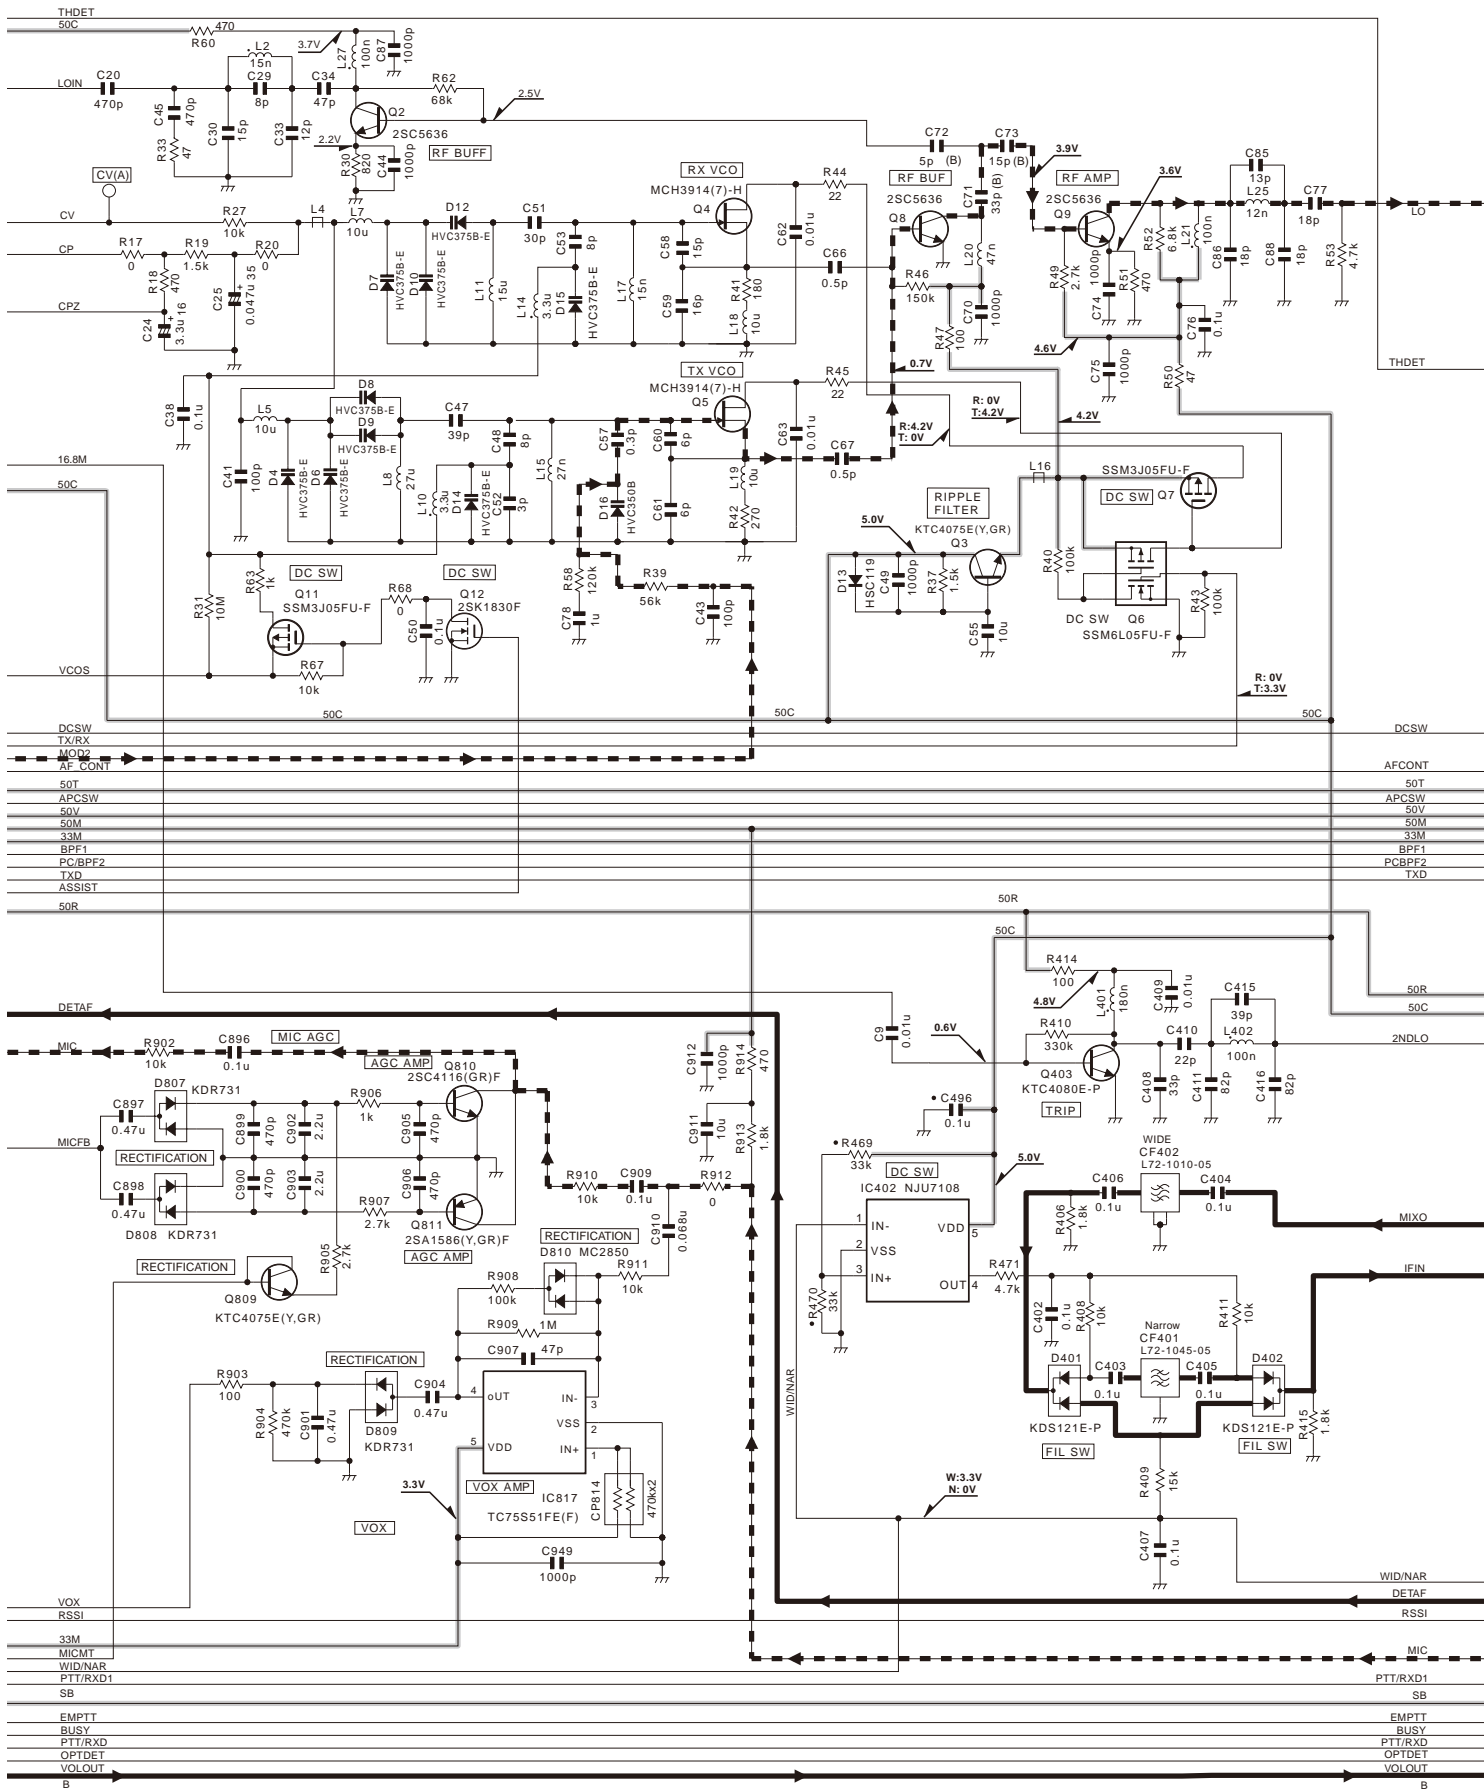 THDET
50C
470
R60
L2
15n
3.7V
L27
100n
C87
1000p
LOIN
C20
470p
C29
8p
C34
47p
R62
68k
2.5V
C45
470p
R33
47
C30
15p
C33
12p
Q2
2SC5636
RF BUFF
2.2V
R30
820
C44
1000p
CV(A)
CV
R27
10k
L4
L7
10u
D12
HVC375B-E
C51
30p
RX VCO
MCH3914(7)-H
Q4
R44
22
C72
5p (B)
C73
15p (B)
3.9V
RF BUF
2SC5636
Q8
C71
33p (B)
RF AMP
2SC5636
Q9
3.6V
C85
13p
L25
12n
C77
18p
LO
CP
R17
0
R19
1.5k
R20
0
R18
470
C25
0.047u 35
CPZ
C24
3.3u 16
D7
HVC375B-E
D10
HVC375B-E
L11
15u
L14
3.3u
C53
8p
D15
HVC375B-E
L17
15n
C58
15p
C59
16p
R41
180
L18
10u
C62
0.01u
C66
0.5p
R46
150k
L20
47n
R47
100
C70
1000p
R49
2.7k
C74
1000p
R51
470
R52
6.8k
L21
100n
C86
18p
C88
18p
R53
4.7k
C76
0.1u
4.6V
C75
1000p
R50
47
THDET
C38
0.1u
L5
10u
D8
HVC375B-E
D9
HVC375B-E
C47
39p
TX VCO
MCH3914(7)-H
Q5
R45
22
0.7V
R: 0V
T:4.2V
4.2V
R:4.2V
T: 0V
C41
100p
D4
HVC375B-E
D6
HVC375B-E
L8
27u
L10
3.3u
D14
HVC375B-E
C48
8p
C52
3p
L15
27n
C57
0.3p
D16
HVC350B
C60
6p
C61
6p
L19
10u
R42
270
C63
0.01u
C67
0.5p
16.8M
50C
L16
SSM3J05FU-F
DC SW
Q7
RIPPLE
FILTER
KTC4075E(Y,GR)
Q3
5.0V
D13
HSC119
C49
1000p
R37
1.5k
C55
10u
R40
100k
DC SW
Q6
SSM6L05FU-F
R43
100k
R63
1k
DC SW
Q11
SSM3J05FU-F
R68
0
DC SW
Q12
2SK1830F
R31
10M
C50
0.1u
R58
120k
C78
1u
R39
56k
C43
100p
VCOS
R67
10k
R: 0V
T:3.3V
50C
50C
50C
DCSW
DCSW
TX/RX
MOD2
AF_CONT
AFCONT
50T
50T
APCSW
APCSW
50V
50V
50M
50M
33M
33M
BPF1
BPF1
PC/BPF2
PCBPF2
TXD
TXD
ASSIST
50R
50R
50C
R414
100
4.8V
L401
180n
C409
0.01u
C415
39p
50R
50C
DETAF
MIC
R902
10k
C896
0.1u
MIC AGC
AGC AMP
Q810
2SC4116(GR)F
C912
1000p
R914
470
C9
0.01u
0.6V
R410
330k
Q403
KTC4080E-P
TRIP
C410
22p
L402
100n
2NDLO
C408
33p
C411
82p
C416
82p
D807
KDR731
C897
0.47u
R906
1k
C899
470p
C902
2.2u
C905
470p
C911
10u
R913
1.8k
C496
0.1u
MICFB
RECTIFICATION
C898
0.47u
D808 KDR731
C900
470p
C903
2.2u
R907
2.7k
C906
470p
Q811
2SA1586(Y,GR)F
AGC AMP
R910
10k
C909
0.1u
R912
0
C910
0.068u
R469
33k
DC SW
IC402 NJU7108
5.0V
WIDE
CF402
L72-1010-05
C406
0.1u
C404
0.1u
R406
1.8k
MIXO
1
IN-
VDD
5
2
VSS
3
IN+
OUT
4
R470
33k
R471
4.7k
IFIN
RECTIFICATION
Q809
KTC4075E(Y,GR)
R905
2.7k
RECTIFICATION
D810 MC2850
R908
100k
R911
10k
R909
1M
C907
47p
C402
0.1u
R408
10k
R411
10k
Narrow
CF401
L72-1045-05
D401
C403
0.1u
C405
0.1u
D402
KDS121E-P
KDS121E-P
FIL SW
FIL SW
R415
1.8k
R903
100
RECTIFICATION
R904
470k
C901
0.47u
D809
KDR731
C904
0.47u
4
oUT
IN-
3
VSS
2
5
VDD
IN+
1
VOX AMP
IC817
TC75S51FE(F)
CP814
470kx2
3.3V
VOX
C949
1000p
WID/NAR
W:3.3V
N: 0V
R409
15k
C407
0.1u
WID/NAR
VOX
DETAF
RSSI
RSSI
33M
MICMT
MIC
WID/NAR
PTT/RXD1
PTT/RXD1
SB
SB
EMPTT
EMPTT
BUSY
BUSY
PTT/RXD
PTT/RXD
OPTDET
OPTDET
VOLOUT
VOLOUT
B
B